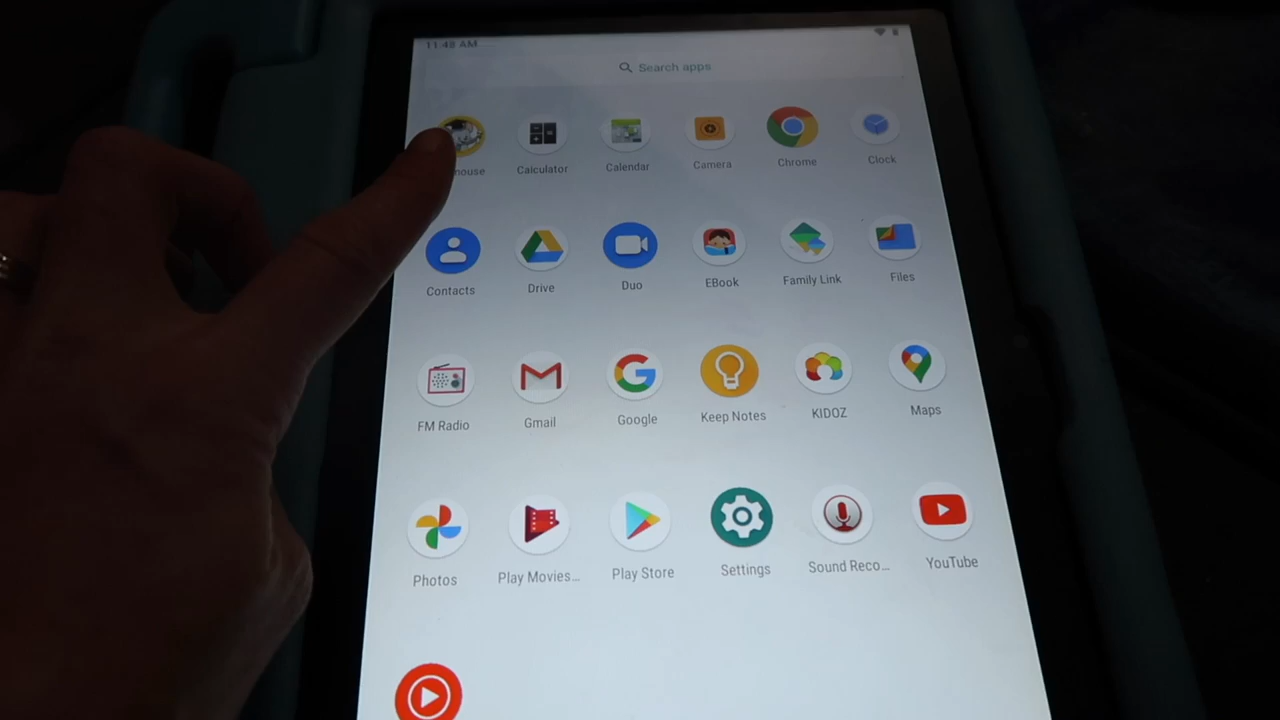 11:48 AM
Search apps
Calculator
Calendar
Camera
Chrome
Clock
Contacts
Drive
Duo
EBook
Family Link
Files
FM Radio
Gmail
Google
Keep Notes
KIDOZ
Maps
Photos
Play Movies...
Play Store
Settings
Sound Reco...
YouTube